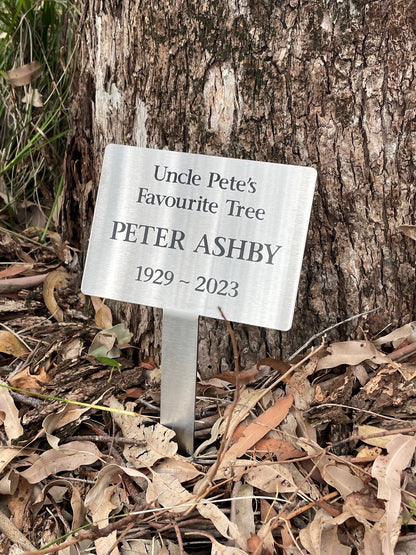 Uncle Pete's
Favourite Tree
PETER ASHBY
1929 ~ 2023